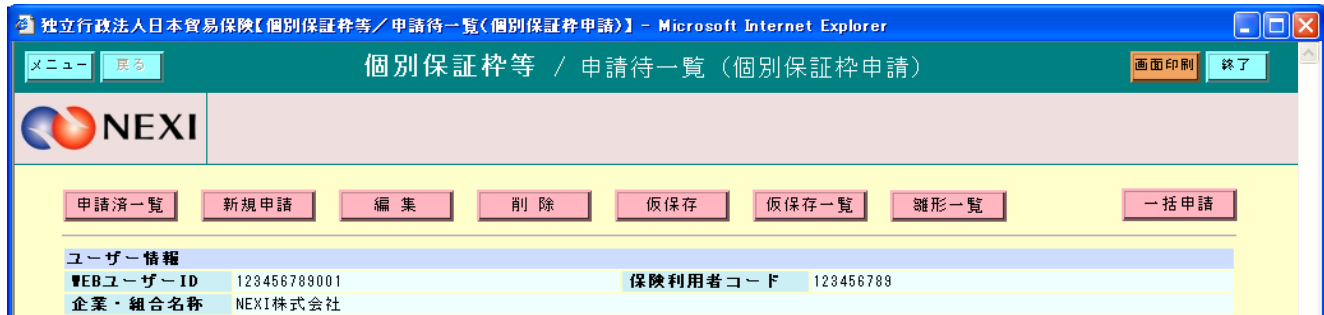 独立行政法人日本貿易保険【個別保証枠等／申請待一覧(個別保証枠申請)】 - Microsoft Internet Explorer
メニュー 戻る 個別保証枠等 / 申請待一覧（個別保証枠申請） 画面印刷 終了
NEXI
申請済一覧 新規申請 編 集 削 除 仮保存 仮保存一覧 雛形一覧 一括申請
ユーザー情報
WEBユーザーID 123456789001 保険利用者コード 123456789
企業・組合名称 NEXI株式会社